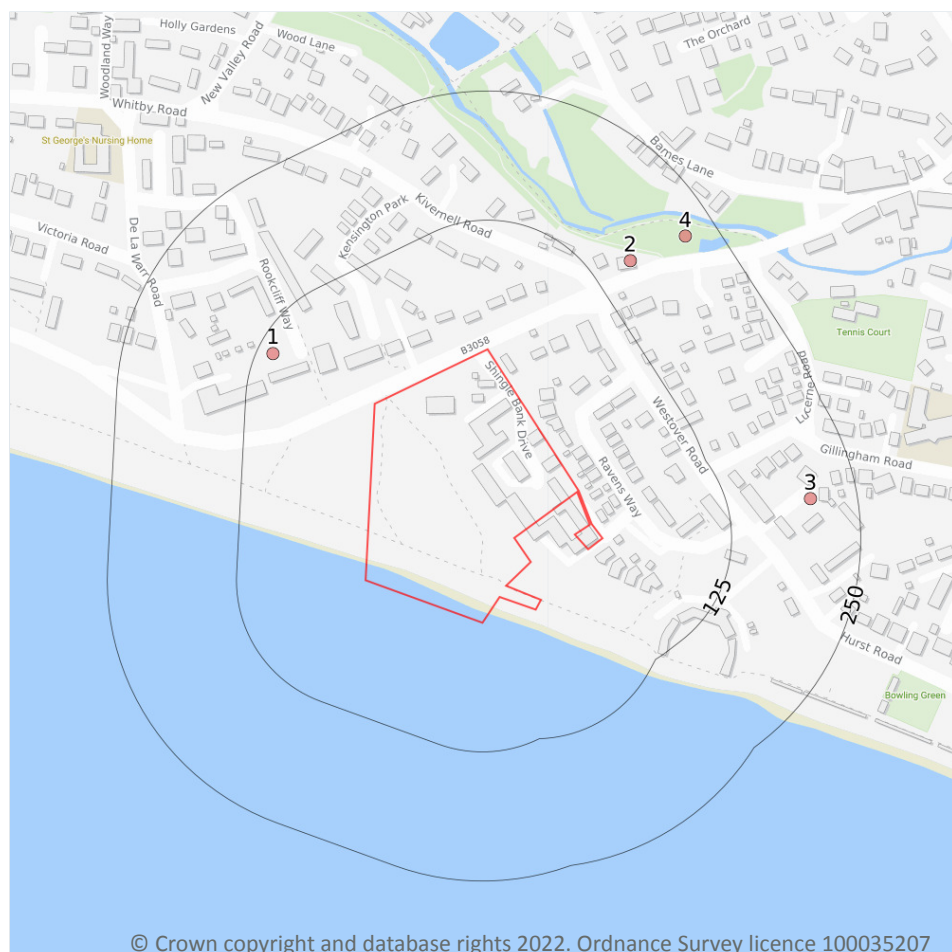 Holly Gardens
Wood Lane
New Valley Road
Woodland Way
The Orchard
Whitby Road
St George's Nursing Home
Barnes Lane
Kensington Park
Kivernell Road
Victoria Road
De La Warr Road
Rookcliff Way
4
2
1
B3058
Shingle Bank Drive
Tennis Court
Lucerne Road
Westover Road
Gillingham Road
Ravens Way
3
125
250
Hurst Road
Bowling Green
© Crown copyright and database rights 2022. Ordnance Survey licence 100035207